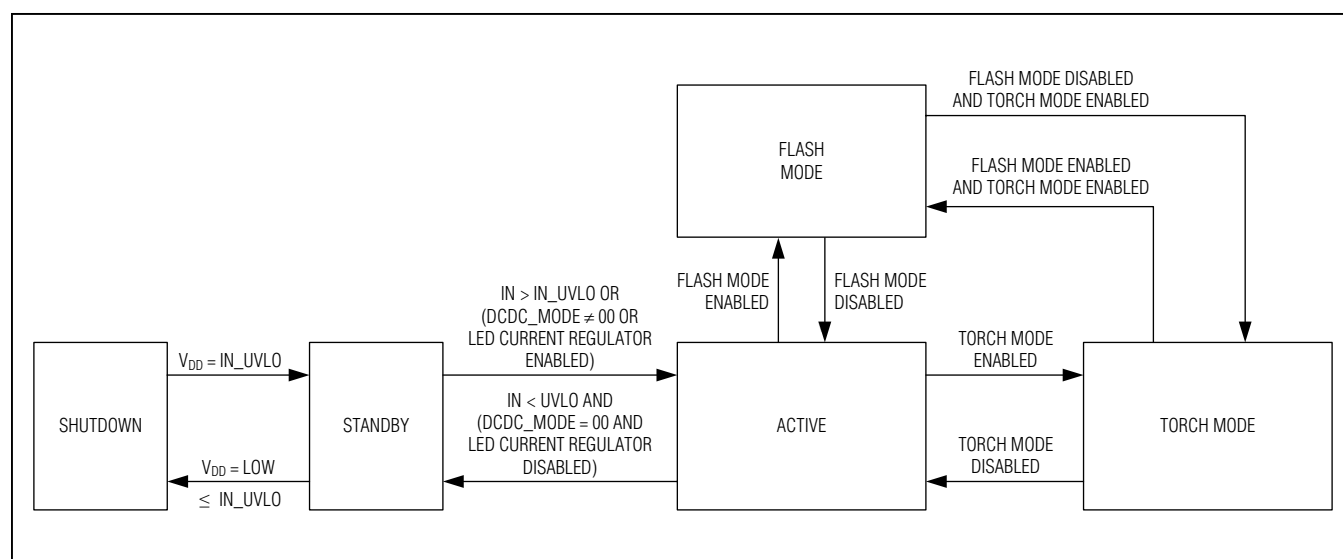 FLASH MODE DISABLED
AND TORCH MODE ENABLED
FLASH
MODE
FLASH MODE ENABLED
AND TORCH MODE ENABLED
FLASH MODE
ENABLED
FLASH MODE
DISABLED
IN > IN_UVLO OR
(DCDC_MODE ≠ 00 OR
LED CURRENT REGULATOR
ENABLED)
TORCH MODE
ENABLED
VDD = IN_UVLO
SHUTDOWN
STANDBY
IN < UVLO AND
(DCDC_MODE = 00 AND
LED CURRENT REGULATOR
DISABLED)
ACTIVE
TORCH MODE
TORCH MODE
DISABLED
VDD = LOW
≤ IN_UVLO